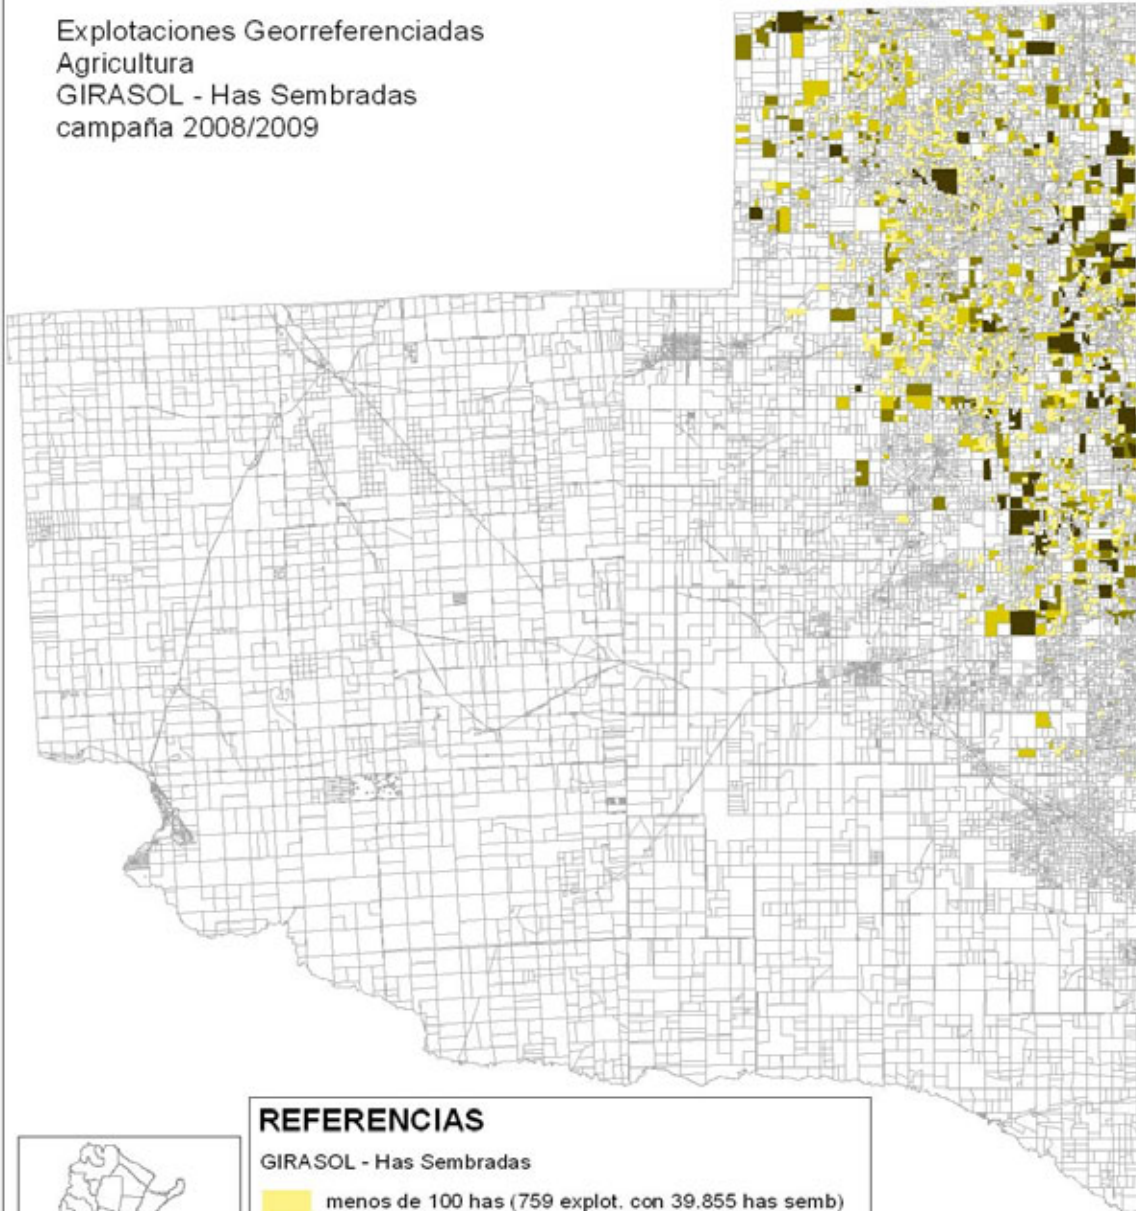 Explotaciones Georreferenciadas
Agricultura
GIRASOL - Has Sembradas
campaña 2008/2009
REFERENCIAS
GIRASOL - Has Sembradas
menos de 100 has (759 explot. con 39.855 has semb)